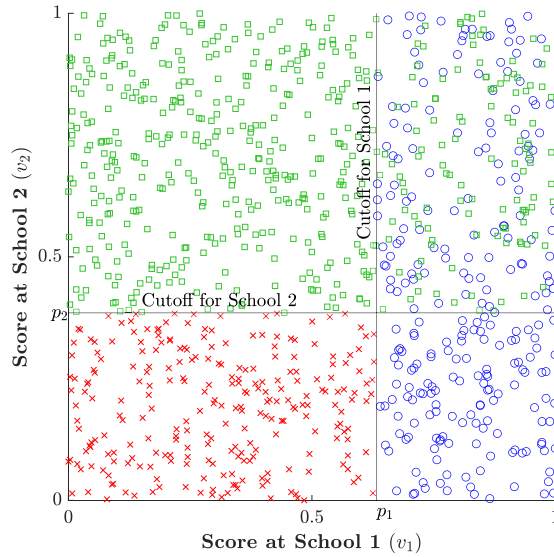 1
Score at School 2 (v₂)
Cutoff for School 1
0.5
Cutoff for School 2
p₂
0
0
0.5
p₁
1
Score at School 1 (v₁)